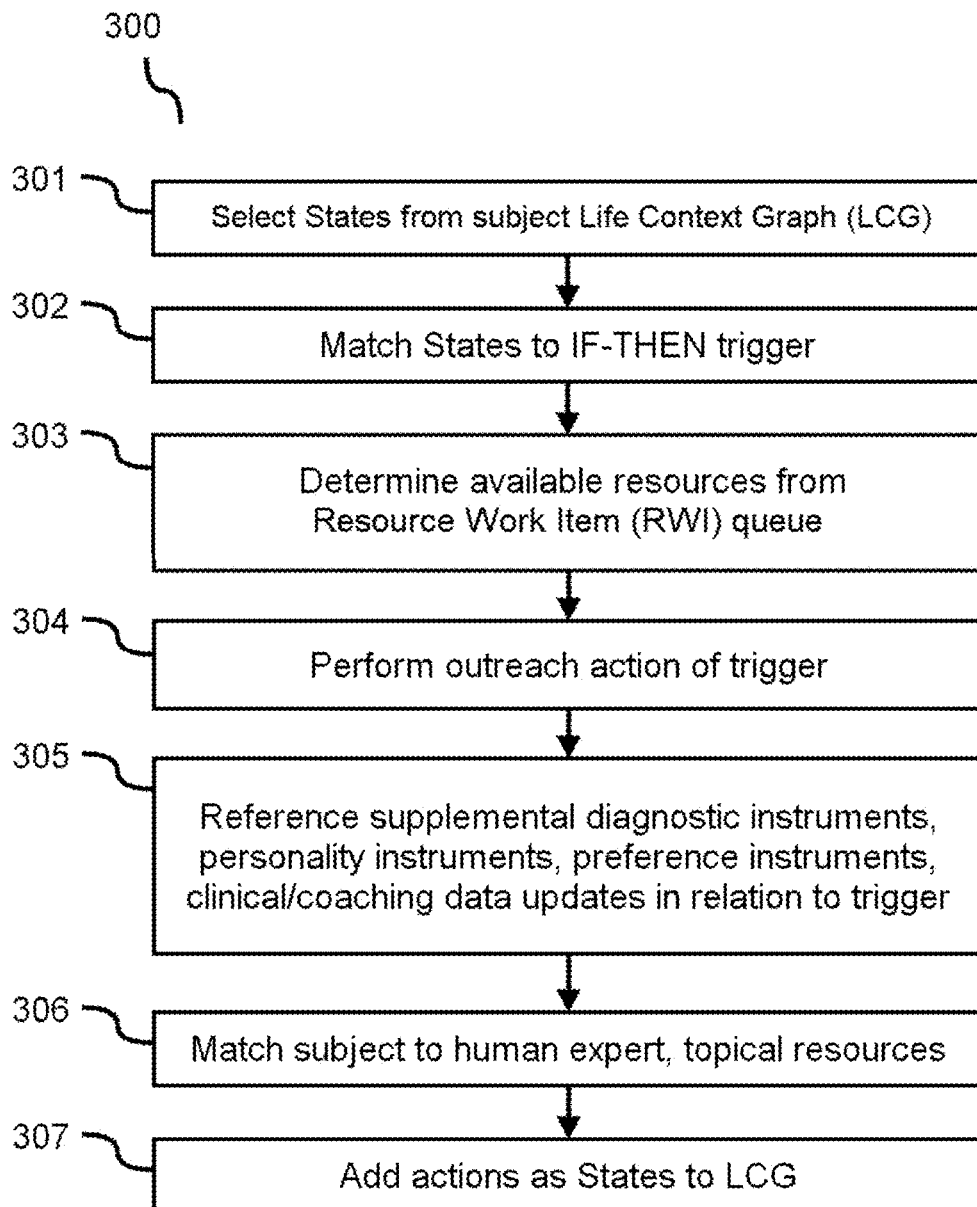 300
301
Select States from subject Life Context Graph (LCG)
302
Match States to IF-THEN trigger
303
Determine available resources from
Resource Work Item (RWI) queue
304
Perform outreach action of trigger
305
Reference supplemental diagnostic instruments,
personality instruments, preference instruments,
clinical/coaching data updates in relation to trigger
306
Match subject to human expert, topical resources
307
Add actions as States to LCG